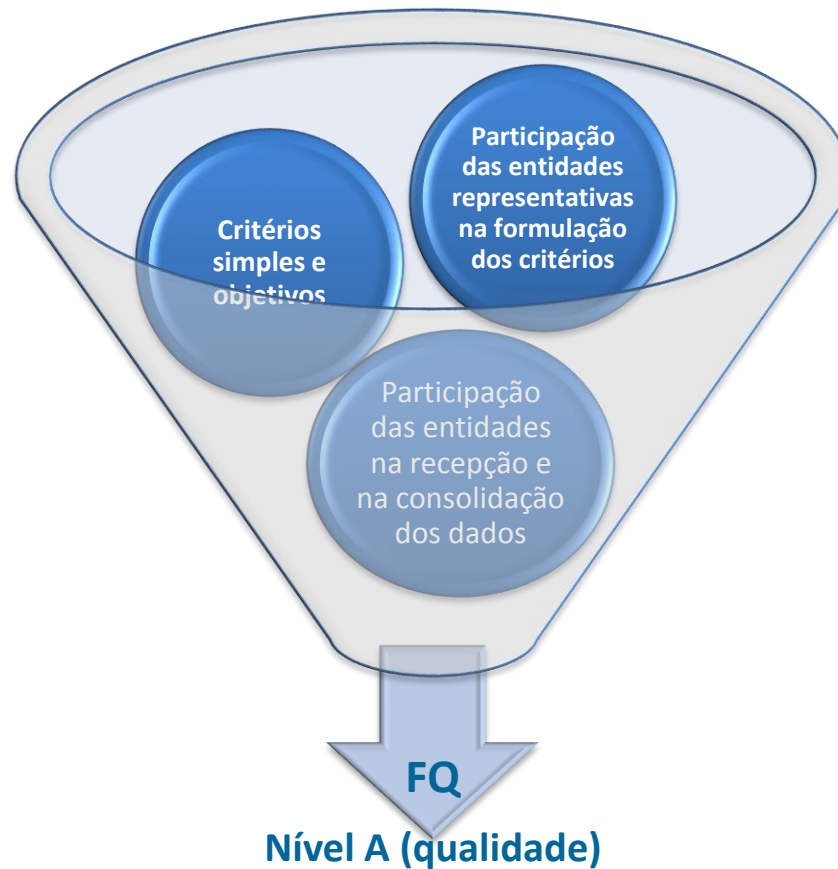 Critérios
simples e
objetivos
Participação
das entidades
representativas
na formulação
dos critérios
Participação
das entidades
na recepção e
na consolidação
dos dados
FQ
Nível A (qualidade)